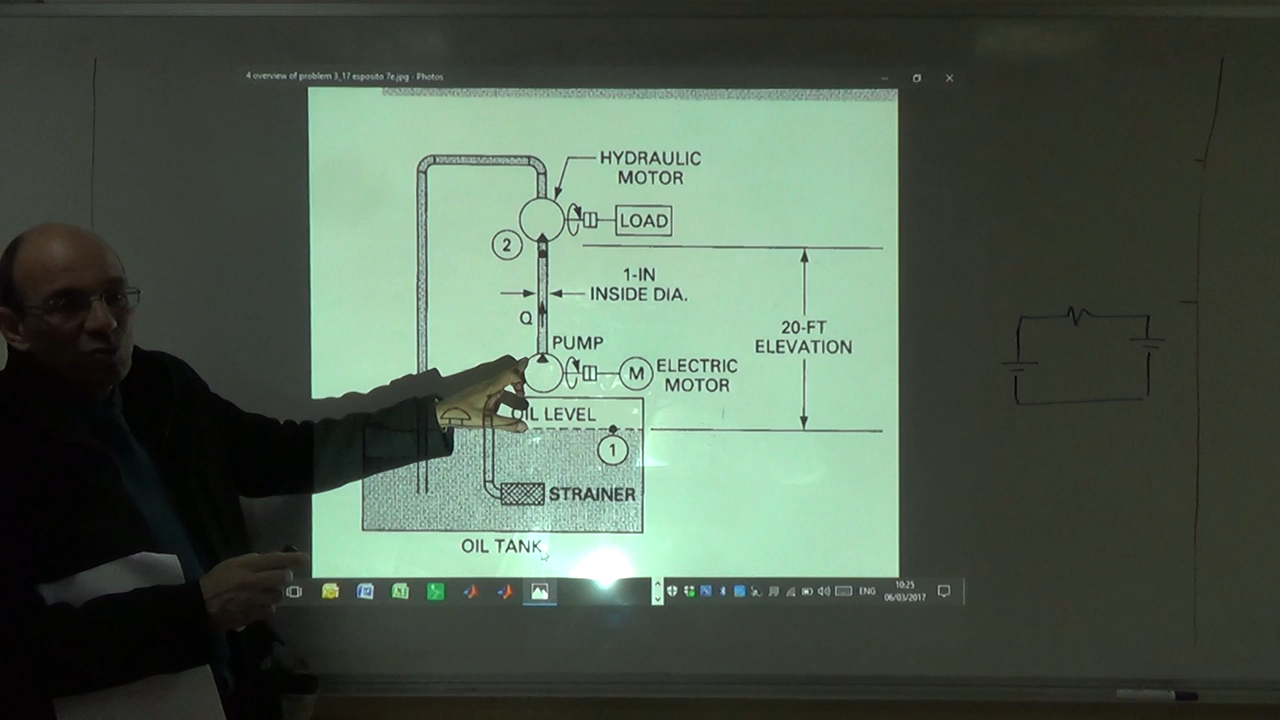 4 overview of problem 3_17 esposito 7e.jpg - Photos
HYDRAULIC
MOTOR
LOAD
2
1-IN
INSIDE DIA.
Q
20-FT
ELEVATION
PUMP
M
ELECTRIC
MOTOR
OIL LEVEL
1
STRAINER
OIL TANK
ENG
10:25
06/03/2017